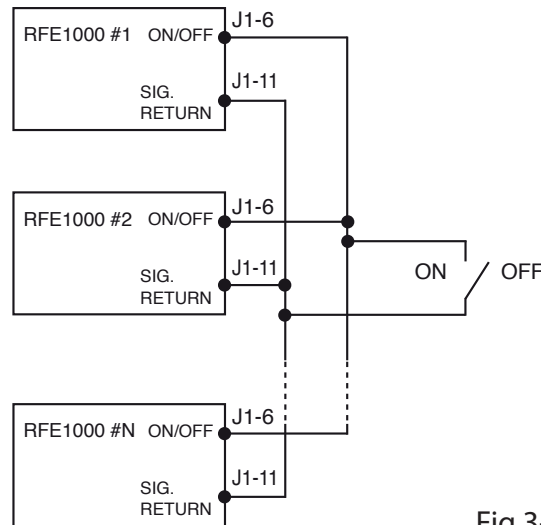 RFE1000 #1 ON/OFF J1-6
SIG. RETURN J1-11
RFE1000 #2 ON/OFF J1-6
SIG. RETURN J1-11
ON OFF
RFE1000 #N ON/OFF J1-6
SIG. RETURN J1-11